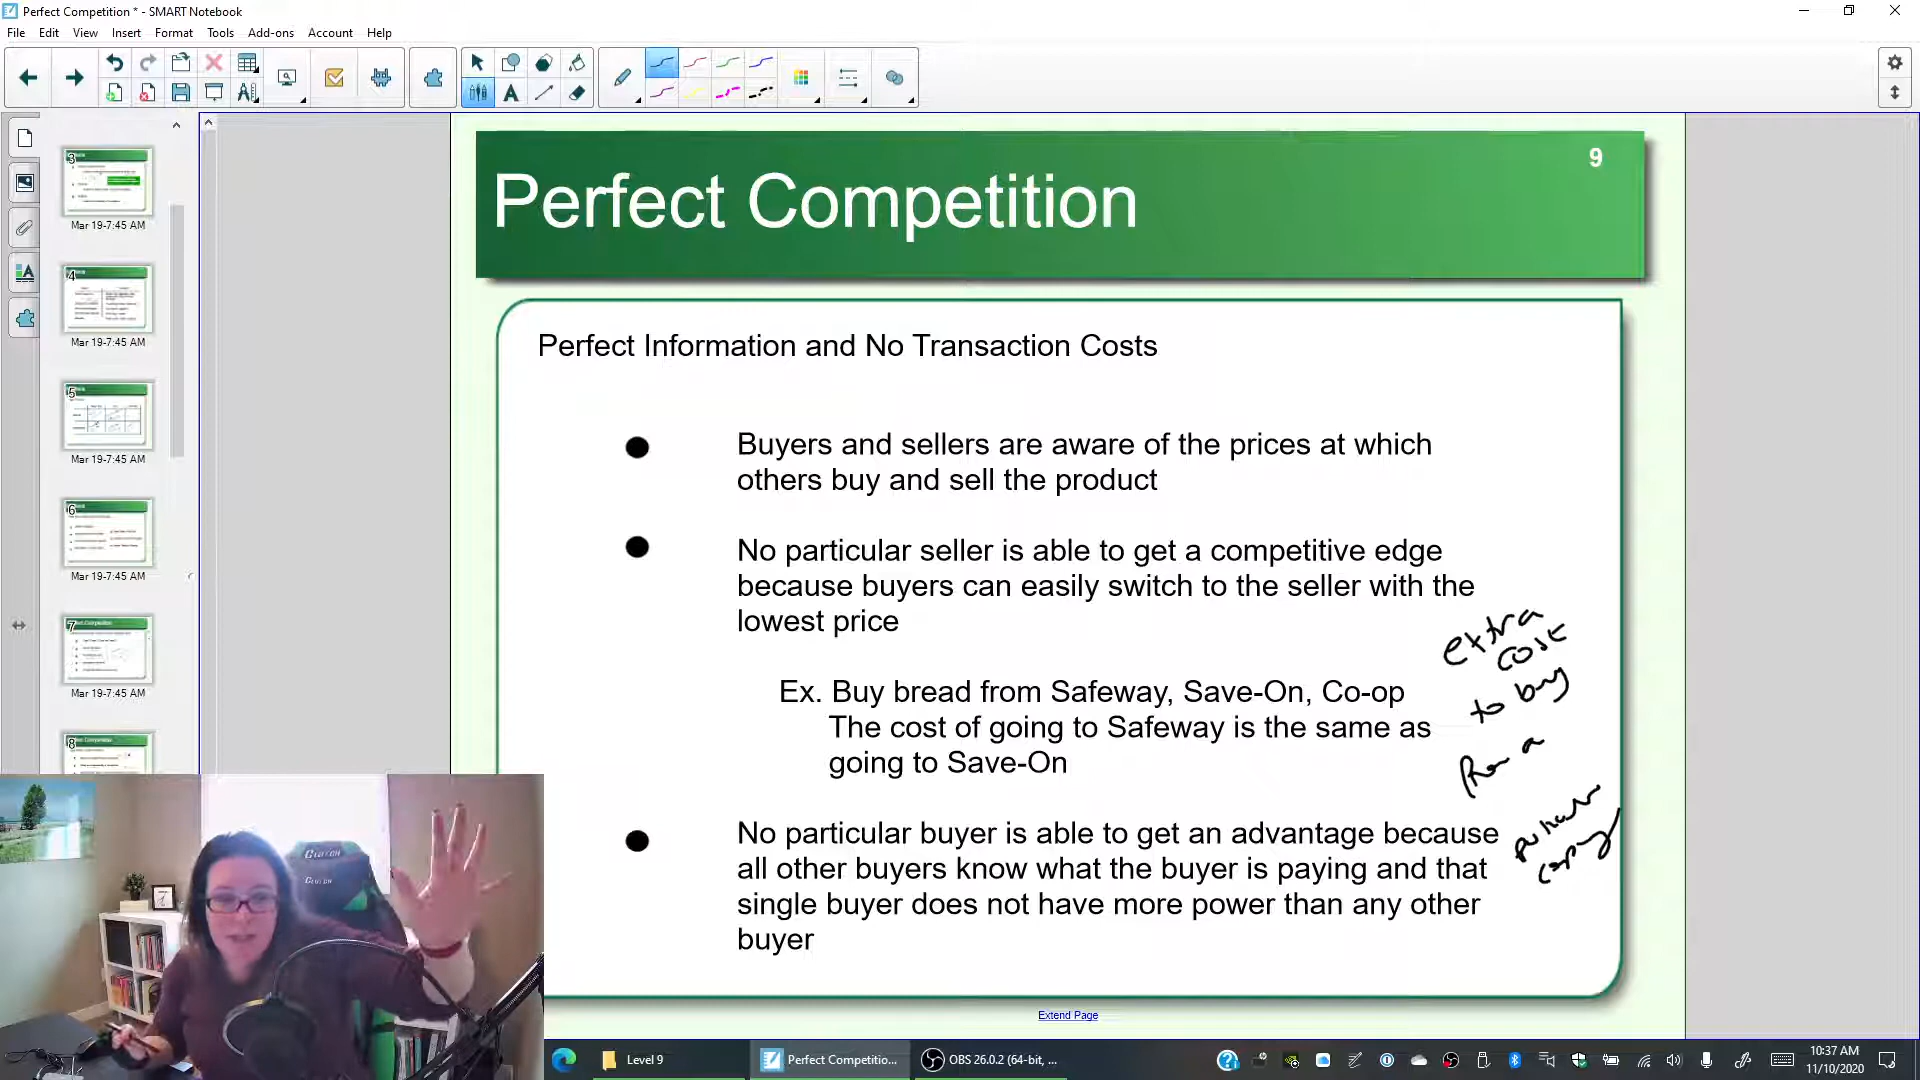 Perfect Competition * - SMART Notebook
File Edit View Insert Format Tools Add-ons Account Help
3
Mar 19-7:45 AM
4
Mar 19-7:45 AM
5
Mar 19-7:45 AM
6
Mar 19-7:45 AM
7
Mar 19-7:45 AM
8
9
Perfect Competition
Perfect Information and No Transaction Costs
Buyers and sellers are aware of the prices at which
others buy and sell the product
No particular seller is able to get a competitive edge
because buyers can easily switch to the seller with the
lowest price
Ex. Buy bread from Safeway, Save-On, Co-op
The cost of going to Safeway is the same as
going to Save-On
No particular buyer is able to get an advantage because
all other buyers know what the buyer is paying and that
single buyer does not have more power than any other
buyer
extra
cost
to buy
from a
Extend Page
Level 9
Perfect Competitio...
OBS 26.0.2 (64-bit, ...
10:37 AM
11/10/2020